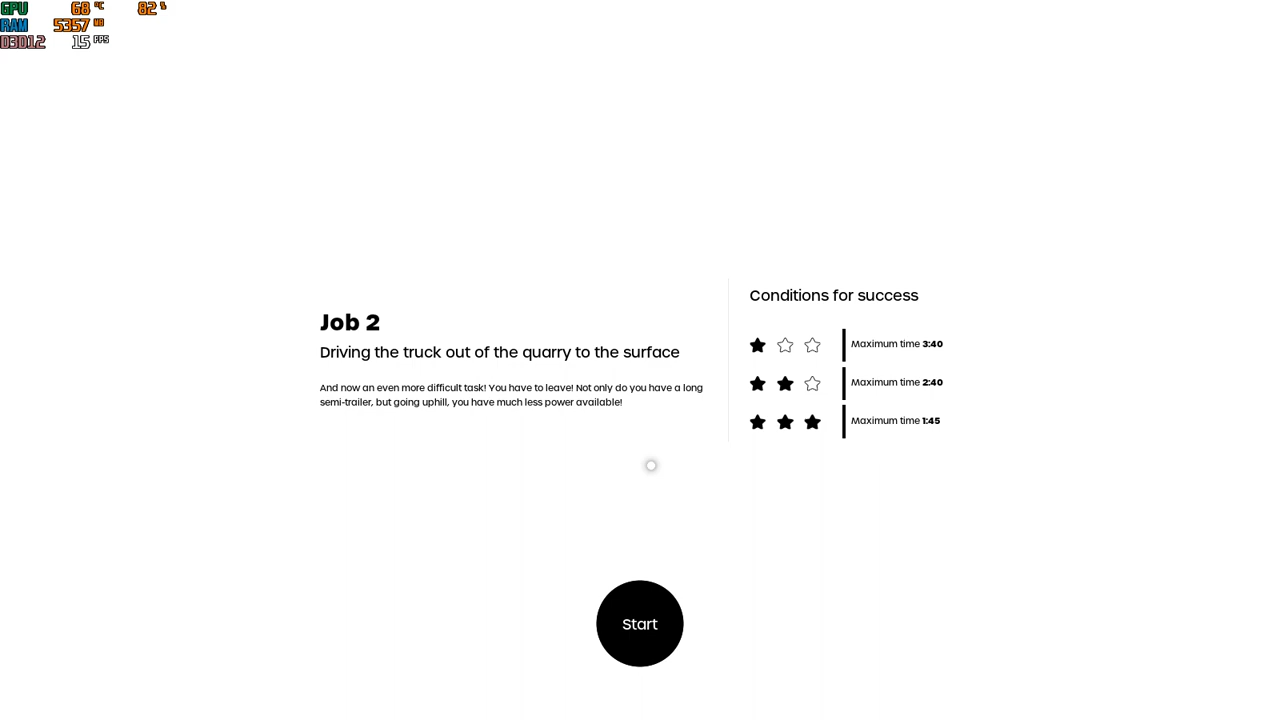 GPU 68 °C 82 %
RAM 5357 MB
D3D12 15 FPS
Job 2
Driving the truck out of the quarry to the surface
And now an even more difficult task! You have to leave! Not only do you have a long
semi-trailer, but going uphill, you have much less power available!
Conditions for success
Maximum time 3:40
Maximum time 2:40
Maximum time 1:45
Start